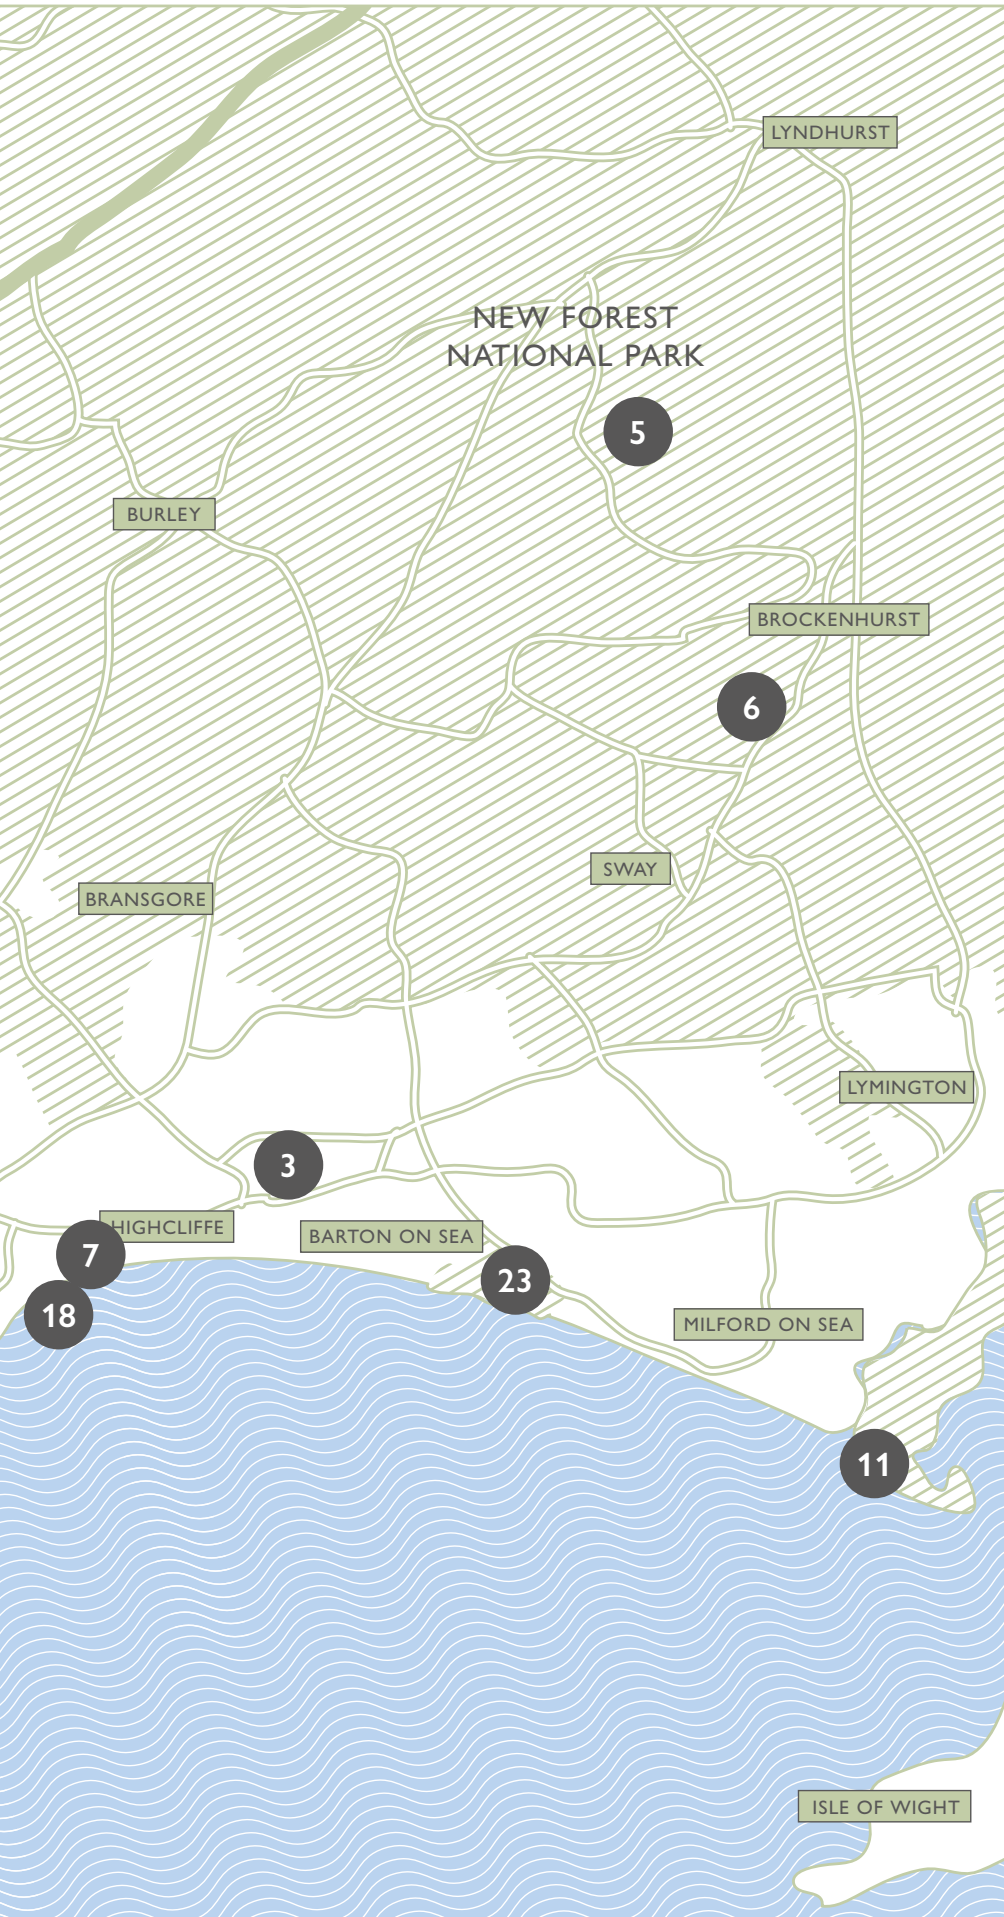 LYNDHURST
NEW FOREST
NATIONAL PARK
5
BURLEY
BROCKENHURST
6
SWAY
BRANSGORE
LYMINGTON
3
HIGHCLIFFE
BARTON ON SEA
7
23
18
MILFORD ON SEA
11
ISLE OF WIGHT